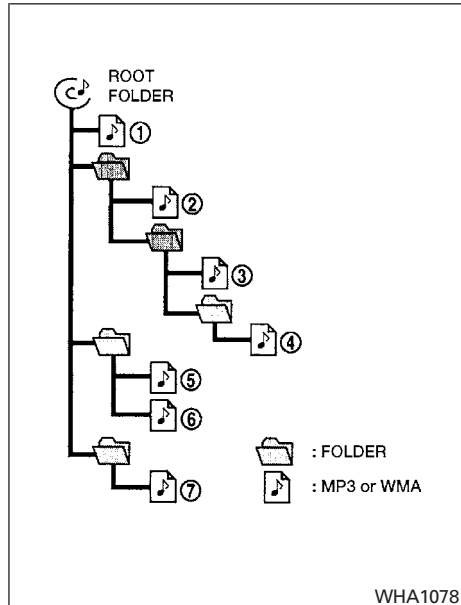 ROOT
FOLDER
①
②
③
④
⑤
⑥
⑦
: FOLDER
: MP3 or WMA
WHA1078